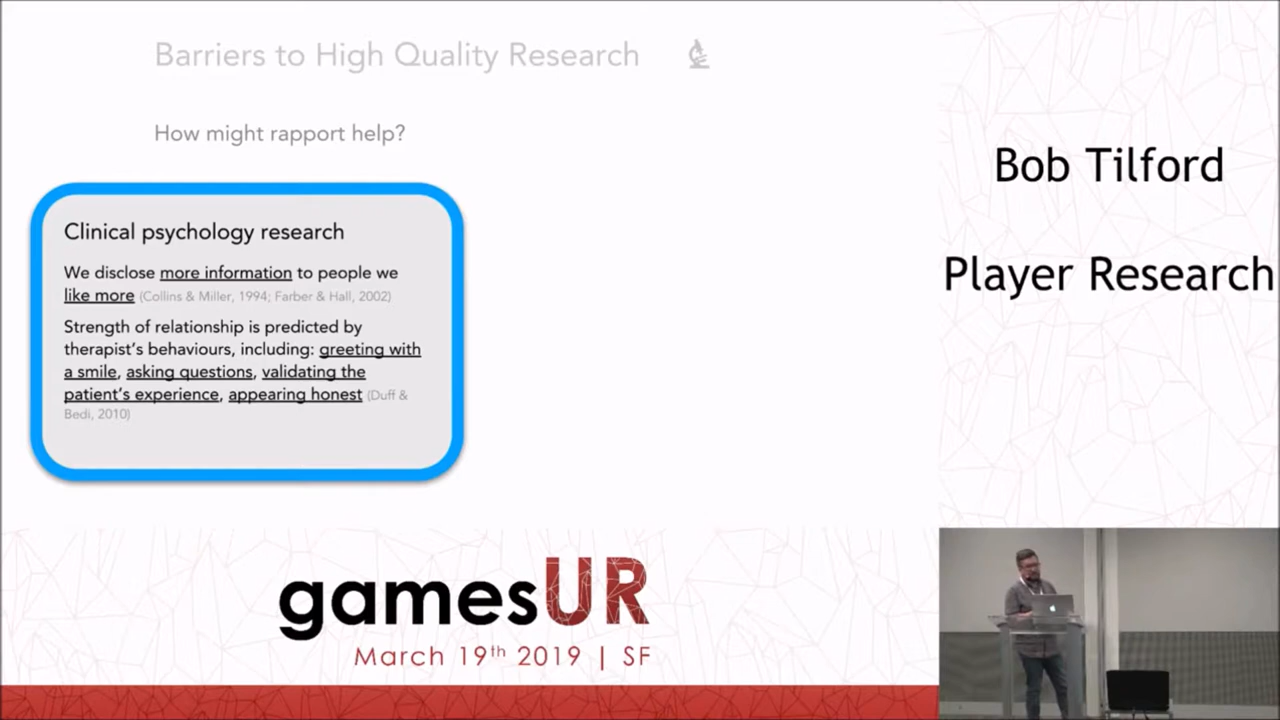 Barriers to High Quality Research
How might rapport help?
Clinical psychology research
We disclose more information to people we
like more (Collins & Miller, 1994; Farber & Hall, 2002)
Strength of relationship is predicted by
therapist's behaviours, including: greeting with
a smile, asking questions, validating the
patient's experience, appearing honest (Duff &
Bedi, 2010)
Bob Tilford
Player Research
gamesUR
March 19th 2019 | SF